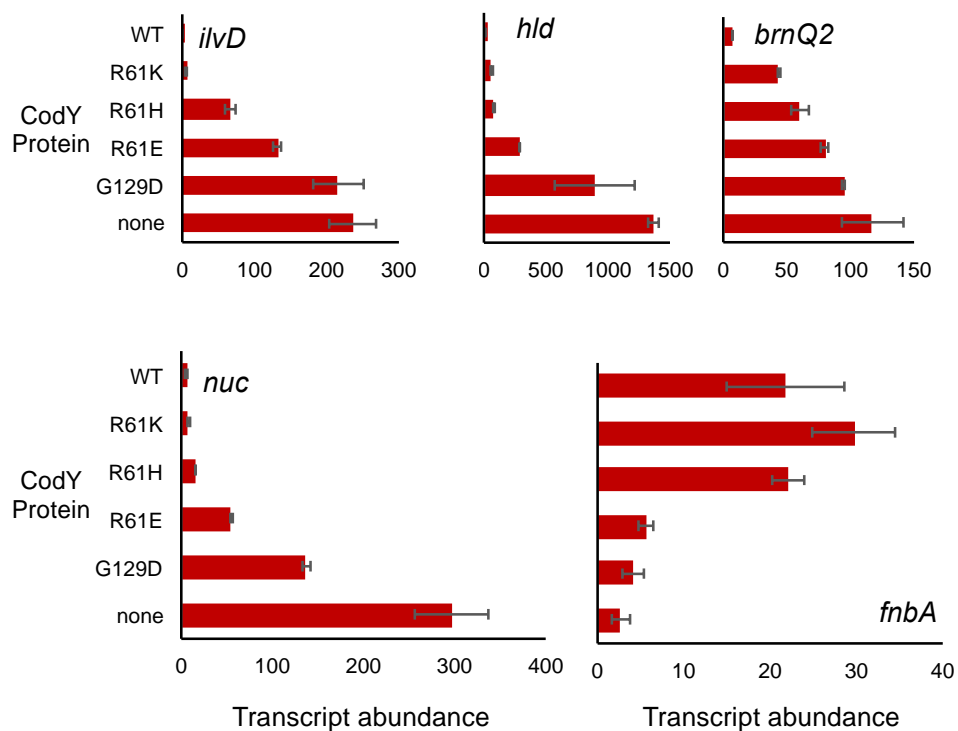 WT
R61K
R61H
R61E
G129D
none
CodY
Protein
ilvD
0 100 200 300
hld
0 500 1000 1500
brnQ2
0 50 100 150
WT
R61K
R61H
R61E
G129D
none
CodY
Protein
nuc
0 100 200 300 400
Transcript abundance
fnbA
0 10 20 30 40
Transcript abundance